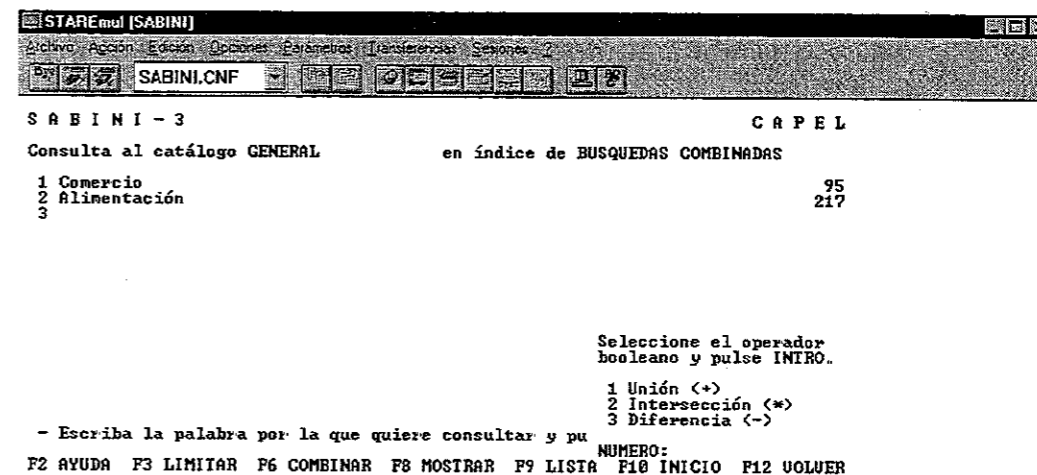 STAREmul [SABINI]
Archivo Acción Edición Opciones Parámetros Transferencias Sesiones ?
SABINI.CNF
S A B I N I - 3 C A P E L
Consulta al catálogo GENERAL en índice de BUSQUEDAS COMBINADAS
1 Comercio 95
2 Alimentación 217
3
Seleccione el operador
booleano y pulse INTRO.
1 Unión (+)
2 Intersección (*)
3 Diferencia (-)
- Escriba la palabra por la que quiere consultar y pu
NUMERO:
F2 AYUDA F3 LIMITAR F6 COMBINAR F8 MOSTRAR F9 LISTA F10 INICIO F12 VOLVER